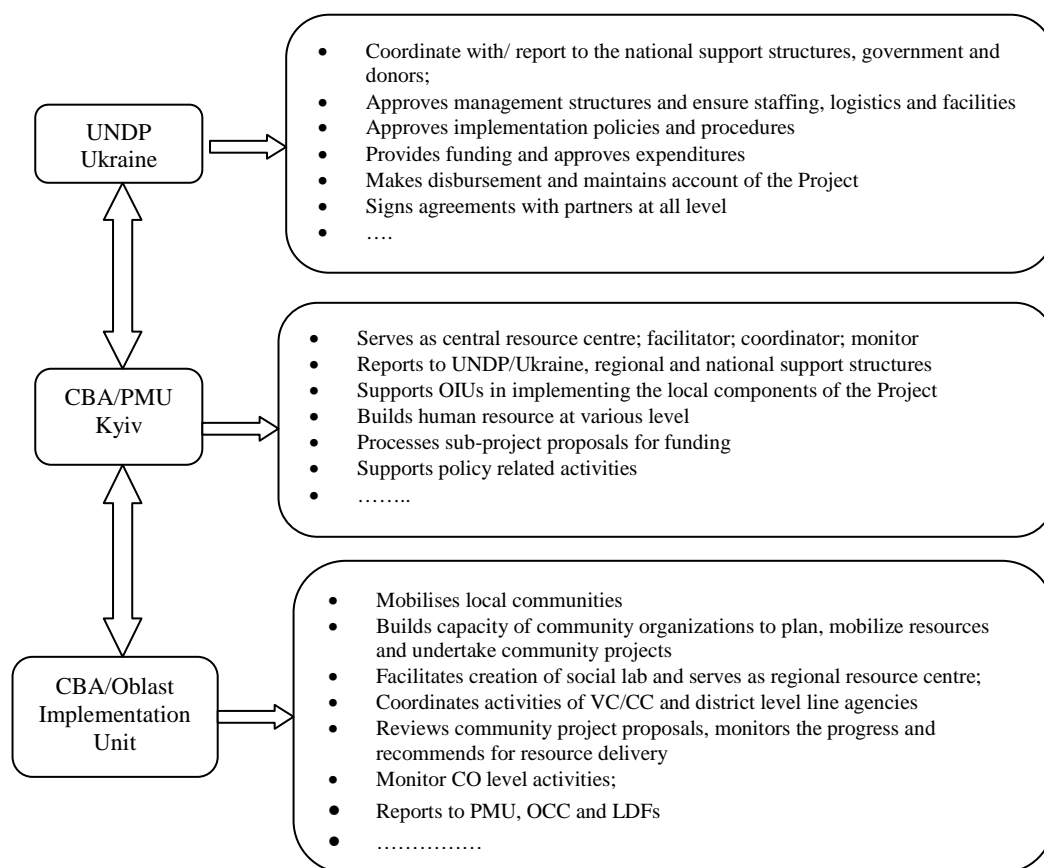 UNDP
Ukraine
• Coordinate with/ report to the national support structures, government and
donors;
• Approves management structures and ensure staffing, logistics and facilities
• Approves implementation policies and procedures
• Provides funding and approves expenditures
• Makes disbursement and maintains account of the Project
• Signs agreements with partners at all level
• ….
CBA/PMU
Kyiv
• Serves as central resource centre; facilitator; coordinator; monitor
• Reports to UNDP/Ukraine, regional and national support structures
• Supports OIUs in implementing the local components of the Project
• Builds human resource at various level
• Processes sub-project proposals for funding
• Supports policy related activities
• ……..
CBA/Oblast
Implementation
Unit
• Mobilises local communities
• Builds capacity of community organizations to plan, mobilize resources
and undertake community projects
• Facilitates creation of social lab and serves as regional resource centre;
• Coordinates activities of VC/CC and district level line agencies
• Reviews community project proposals, monitors the progress and
recommends for resource delivery
• Monitor CO level activities;
• Reports to PMU, OCC and LDFs
• ……………